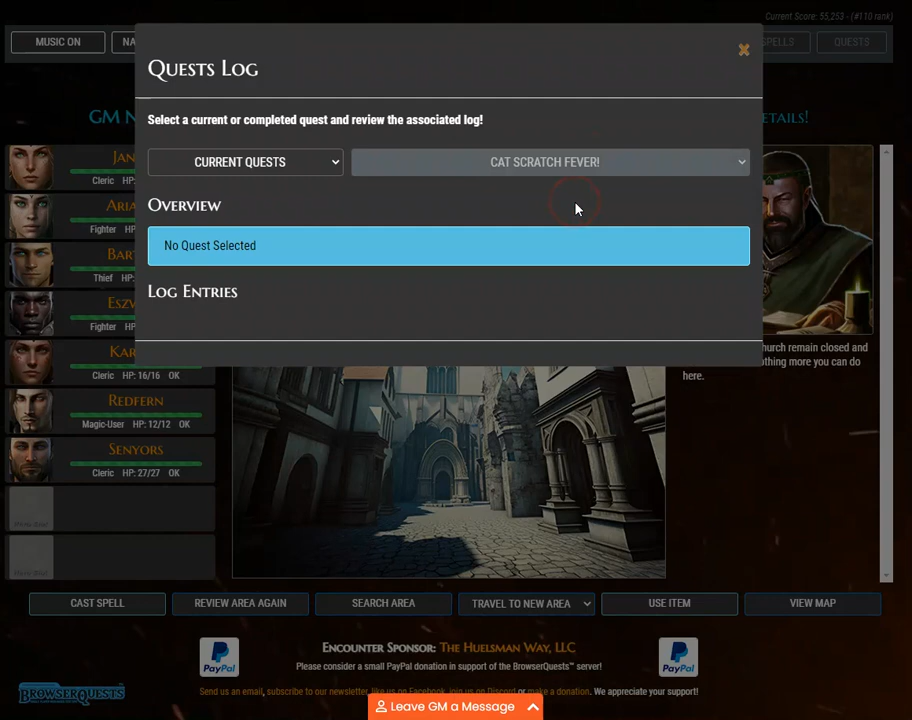 Current Score: 55,253 - (#110 rank)
MUSIC ON
NA
SPELLS
QUESTS
Quests Log
Select a current or completed quest and review the associated log!
CURRENT QUESTS
CAT SCRATCH FEVER!
Overview
No Quest Selected
Log Entries
GM N
ETAILS!
JAN
Cleric HP:
ARIA
Fighter HP:
BAR
Thief HP:
ESZV
Fighter HP
KAR
Cleric HP: 16/16 OK
REDFERN
Magic-User HP: 12/12 OK
SENYORS
Cleric HP: 27/27 OK
hurch remain closed and
othing more you can do
here.
CAST SPELL
REVIEW AREA AGAIN
SEARCH AREA
TRAVEL TO NEW AREA
USE ITEM
VIEW MAP
PayPal
Encounter Sponsor: The Huelsman Way, LLC
Please consider a small PayPal donation in support of the BrowserQuests™ server!
PayPal
BROWSERQUESTS
Send us an email, subscribe to our newsletter, like us on Facebook, join us on Discord or make a donation. We appreciate your support!
Leave GM a Message